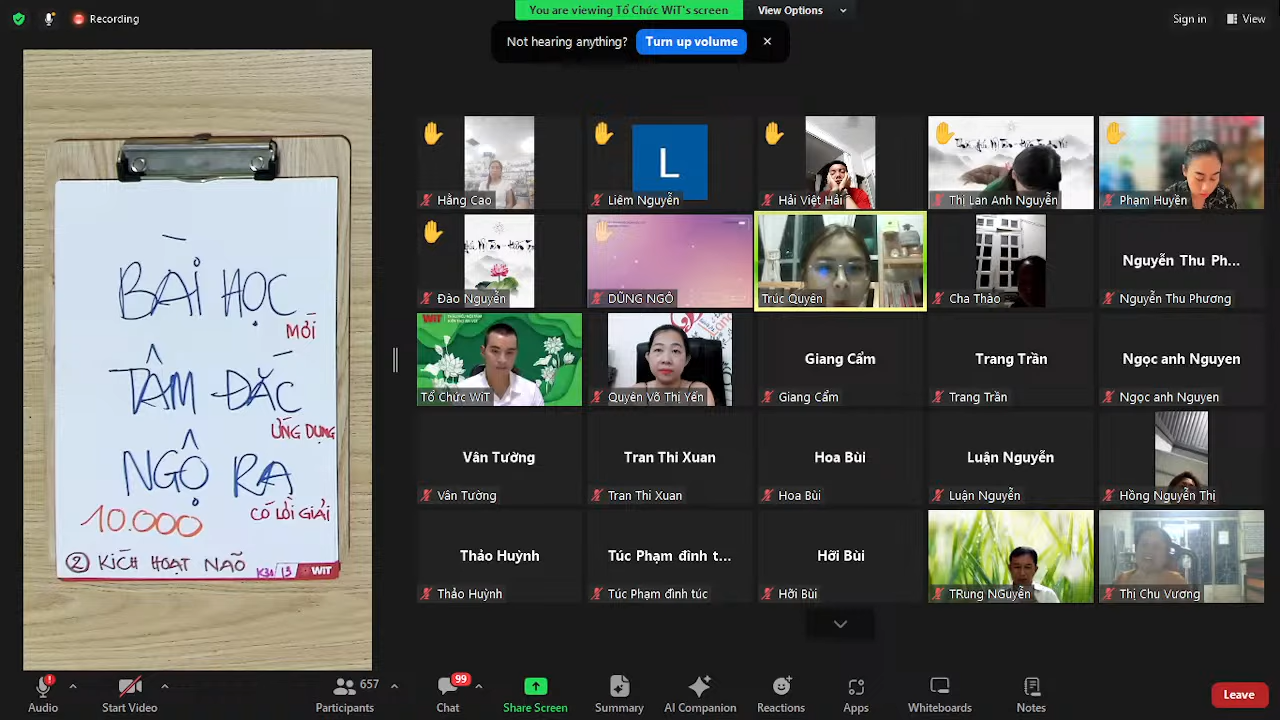 Recording
You are viewing Tổ Chức WiT's screen
View Options
Sign in
View
Not hearing anything?
Turn up volume
BÀI HỌC
MỚI
TÂM ĐẮC
ỨNG DỤNG
NGỘ RA
CÓ LỜI GIẢI
10.000
② KÍCH HOẠT NÃO
K31
13
WiT
Hằng Cao
L
Liêm Nguyễn
Hải Việt Hải
Thị Lan Anh Nguyễn
Phạm Huyền
Đào Nguyên
DŨNG NGÔ
Trúc Quyên
Cha Thảo
Nguyễn Thu Ph...
Nguyễn Thu Phương
WiT
Tổ Chức WiT
Quyên Võ Thị Yến
Giang Cẩm
Giang Cẩm
Trang Trần
Trang Trần
Ngọc anh Nguyen
Ngọc anh Nguyen
Vân Tường
Vân Tường
Tran Thi Xuan
Tran Thi Xuan
Hoa Bùi
Hoa Bùi
Luận Nguyễn
Luận Nguyễn
Hồng Nguyễn Thị
Thảo Huỳnh
Thảo Huỳnh
Túc Phạm đình t...
Túc Phạm đình túc
Hởi Bùi
Hởi Bùi
TRung NGuyễn
Thị Chu Vương
Audio
Start Video
657
Participants
99
Chat
Share Screen
Summary
AI Companion
Reactions
Apps
Whiteboards
Notes
Leave